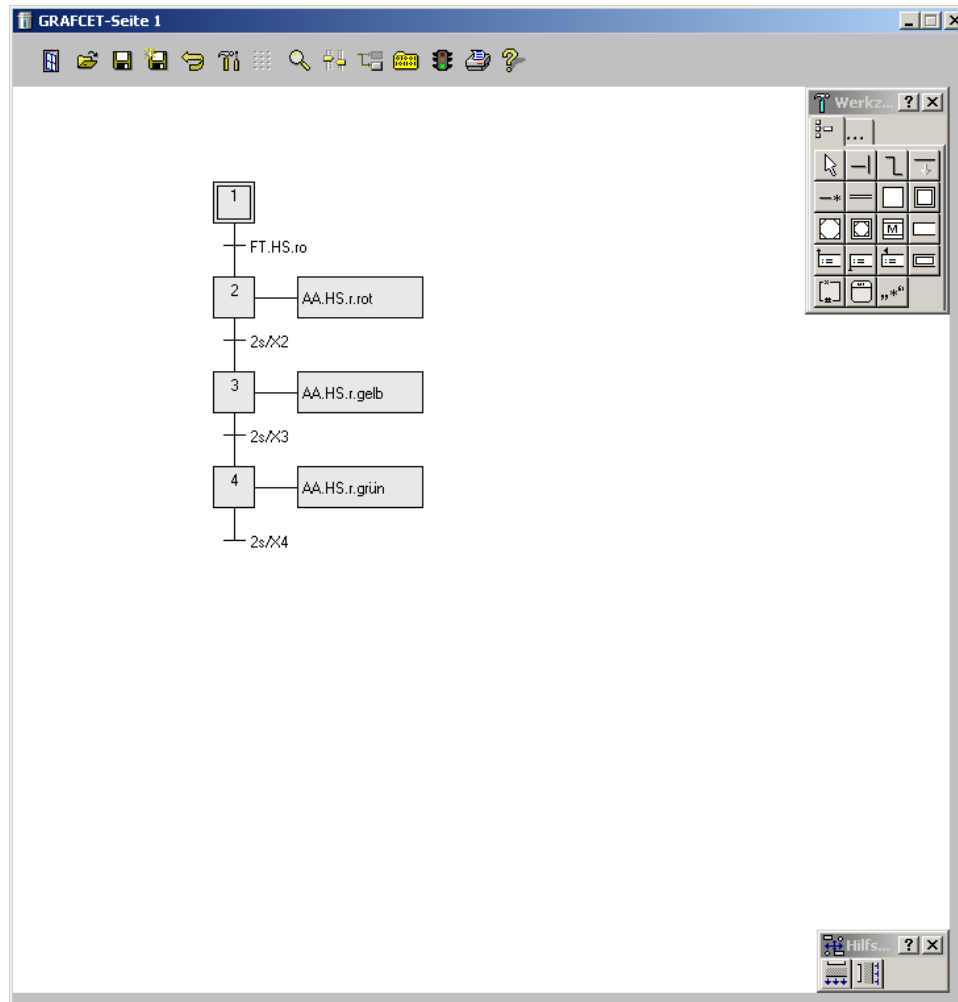 GRAFCET-Seite 1
Werkz...
...
M
:= := :=
* # „*“
1
FT.HS.ro
2 AA.HS.r.rot
2s/X2
3 AA.HS.r.gelb
2s/X3
4 AA.HS.r.grün
2s/X4
Hilfs...